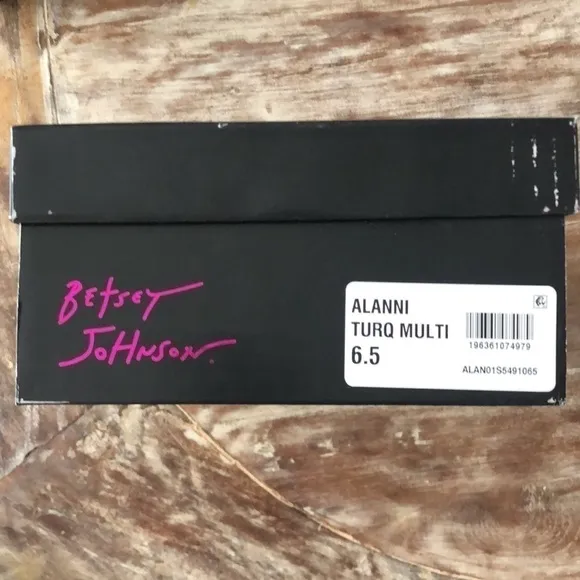 BETSEY
JOHNSON.
ALANNI
TURQ MULTI
6.5
196361074979
ALAN01S5491065